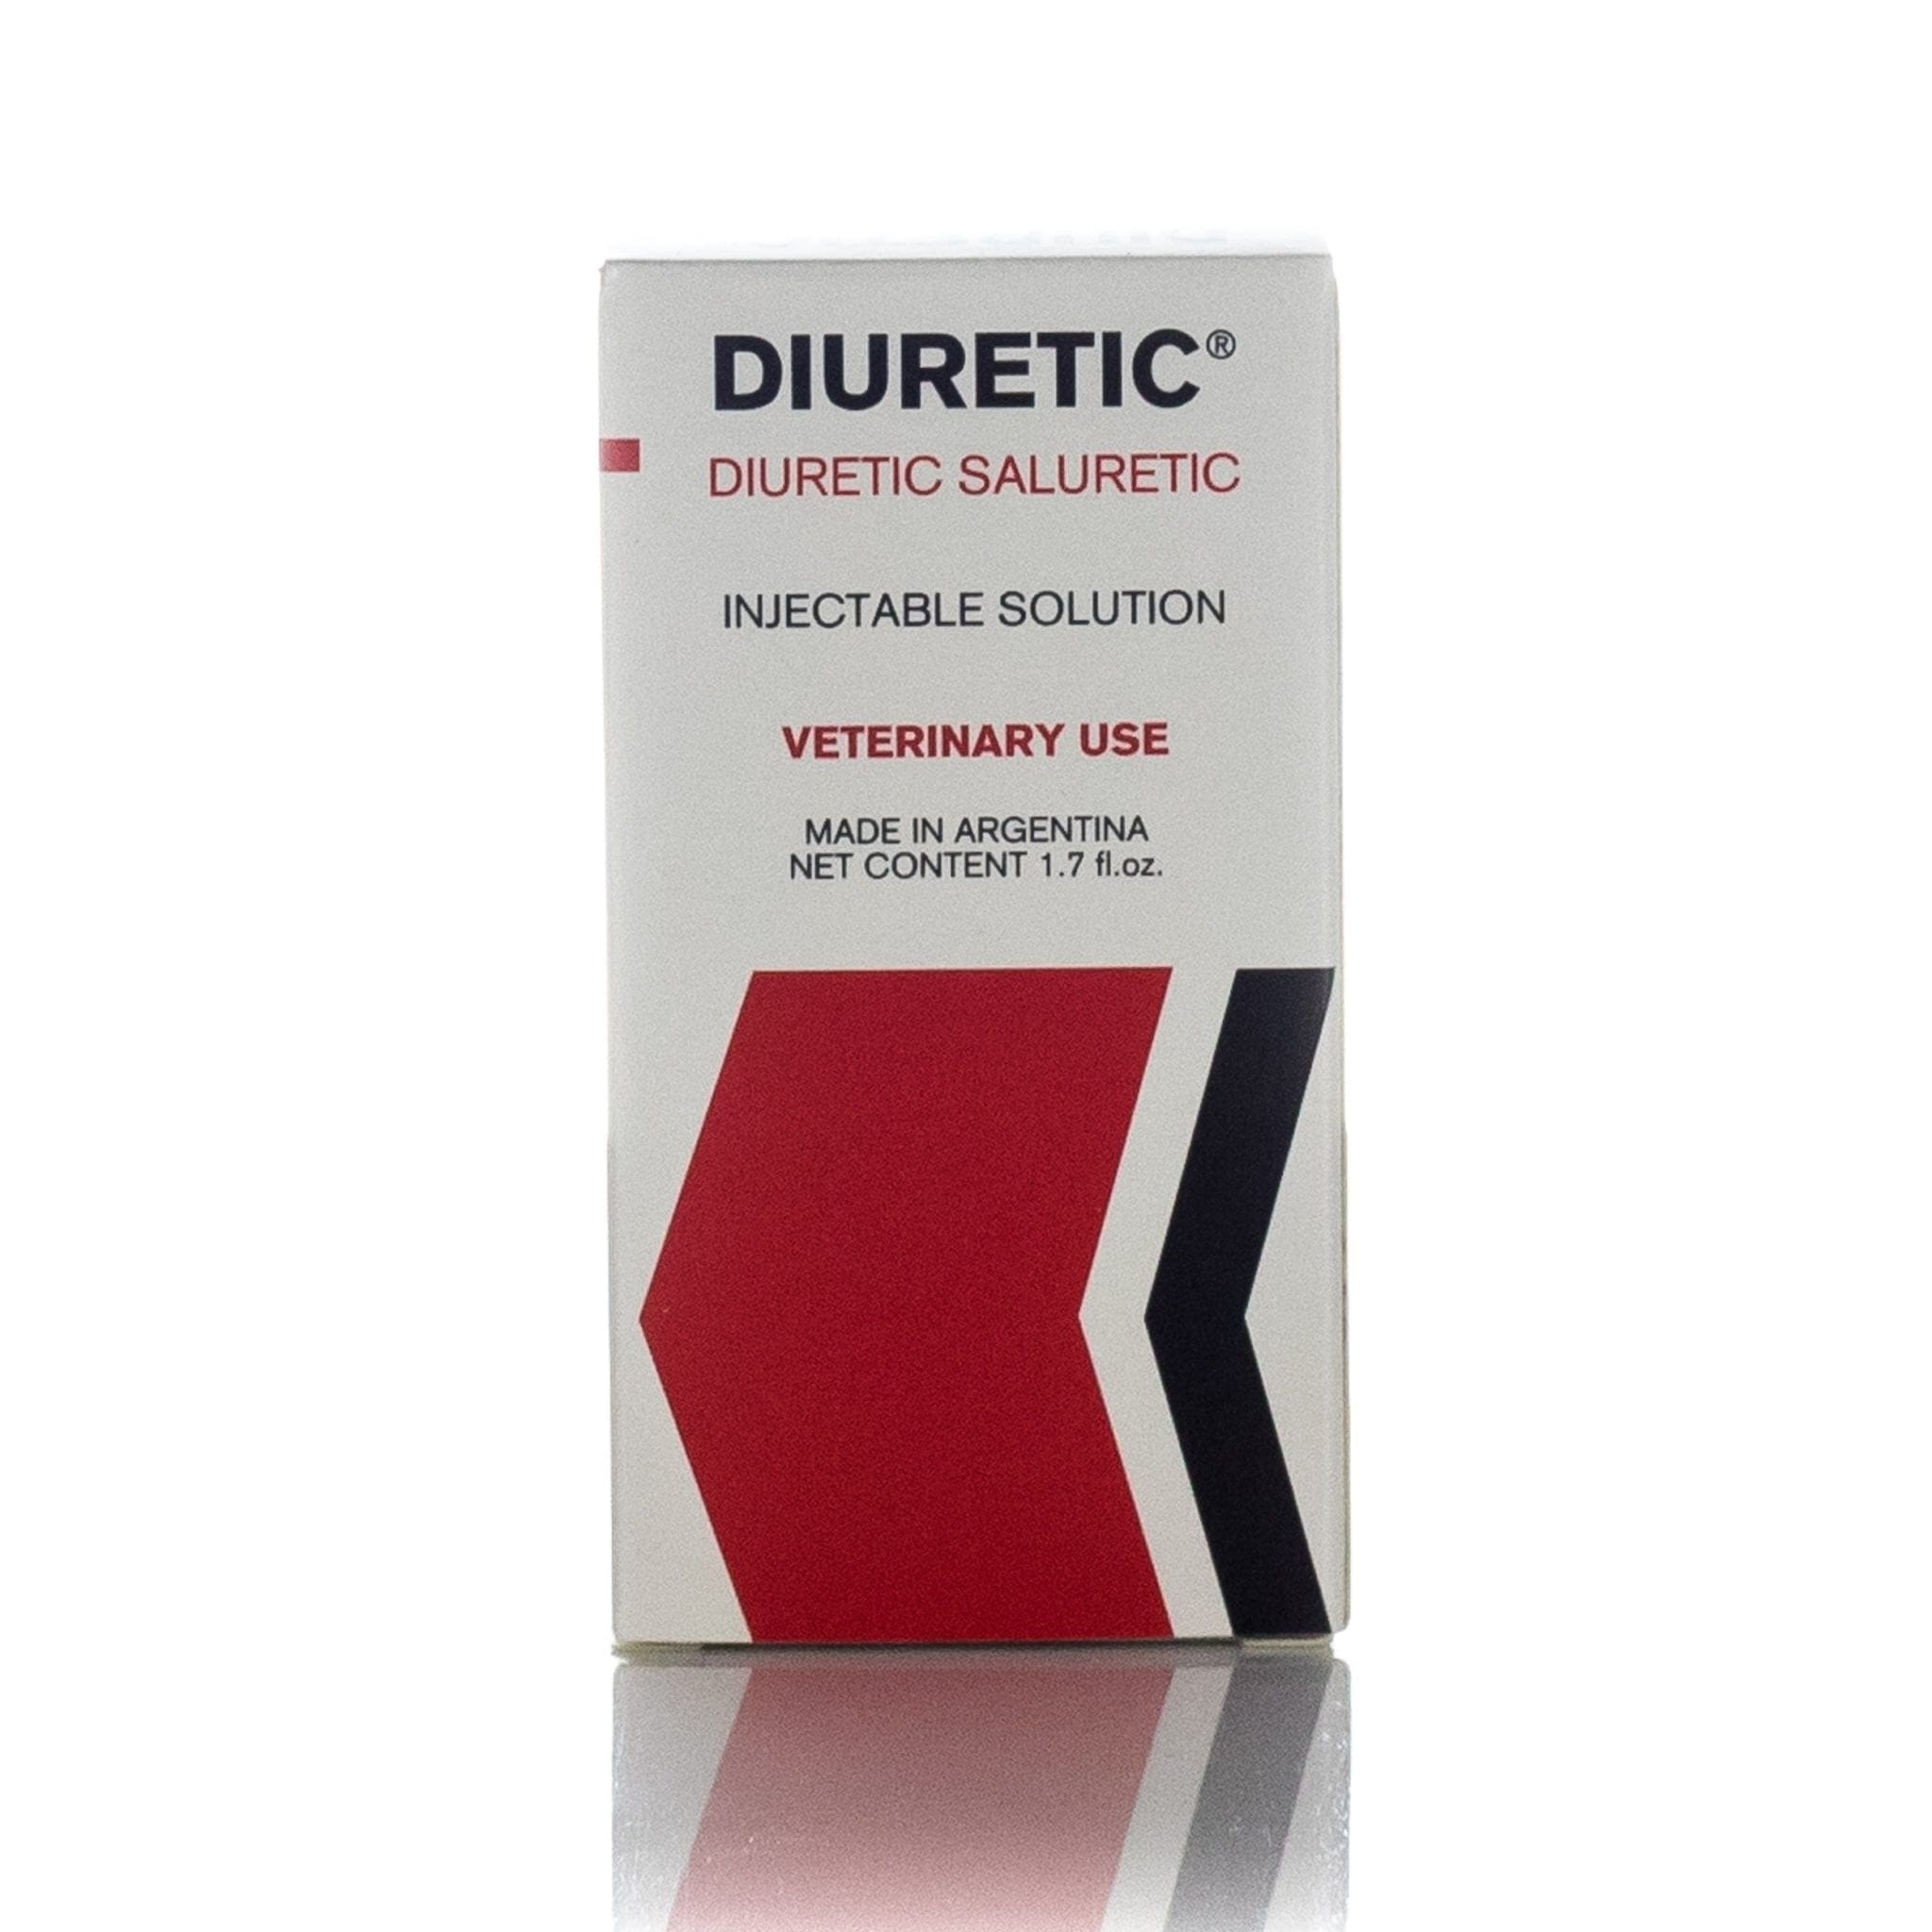 DIURETIC®
DIURETIC SALURETIC
INJECTABLE SOLUTION
VETERINARY USE
MADE IN ARGENTINA
NET CONTENT 1.7 fl.oz.